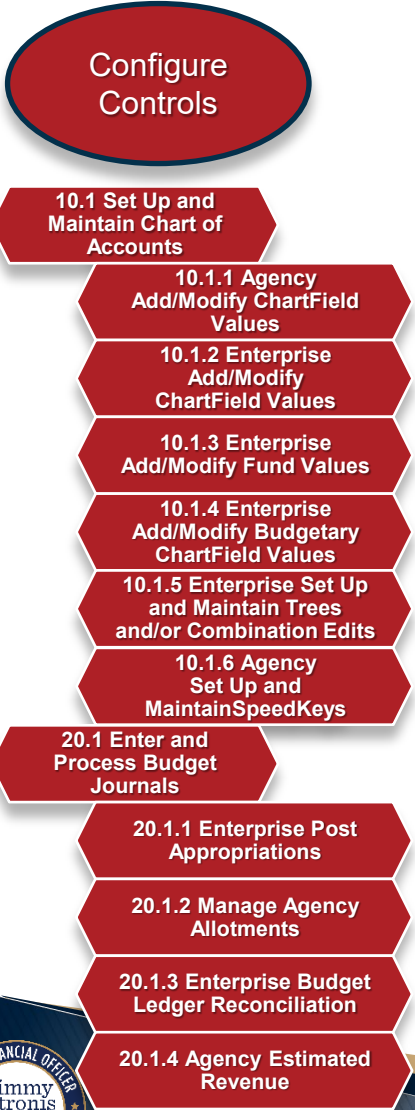 Configure
Controls
10.1 Set Up and
Maintain Chart of
Accounts
10.1.1 Agency
Add/Modify ChartField
Values
10.1.2 Enterprise
Add/Modify
ChartField Values
10.1.3 Enterprise
Add/Modify Fund Values
10.1.4 Enterprise
Add/Modify Budgetary
ChartField Values
10.1.5 Enterprise Set Up
and Maintain Trees
and/or Combination Edits
10.1.6 Agency
Set Up and
MaintainSpeedKeys
20.1 Enter and
Process Budget
Journals
20.1.1 Enterprise Post
Appropriations
20.1.2 Manage Agency
Allotments
20.1.3 Enterprise Budget
Ledger Reconciliation
20.1.4 Agency Estimated
Revenue